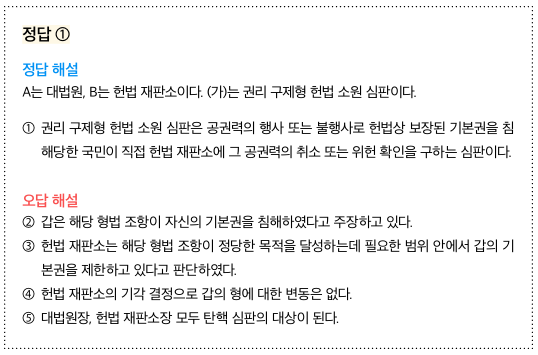 정답 ①
정답 해설
A는 대법원, B는 헌법 재판소이다. (가)는 권리 구제형 헌법 소원 심판이다.
① 권리 구제형 헌법 소원 심판은 공권력의 행사 또는 불행사로 헌법상 보장된 기본권을 침
해당한 국민이 직접 헌법 재판소에 그 공권력의 취소 또는 위헌 확인을 구하는 심판이다.
오답 해설
② 갑은 해당 형법 조항이 자신의 기본권을 침해하였다고 주장하고 있다.
③ 헌법 재판소는 해당 형법 조항이 정당한 목적을 달성하는데 필요한 범위 안에서 갑의 기
본권을 제한하고 있다고 판단하였다.
④ 헌법 재판소의 기각 결정으로 갑의 형에 대한 변동은 없다.
⑤ 대법원장, 헌법 재판소장 모두 탄핵 심판의 대상이 된다.